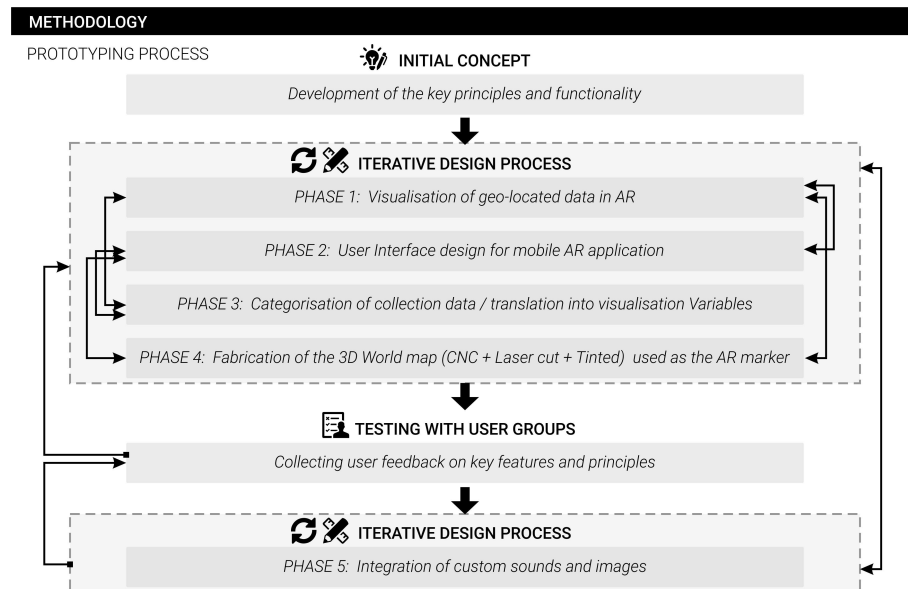 METHODOLOGY
PROTOTYPING PROCESS
INITIAL CONCEPT
Development of the key principles and functionality
ITERATIVE DESIGN PROCESS
PHASE 1: Visualisation of geo-located data in AR
PHASE 2: User Interface design for mobile AR application
PHASE 3: Categorisation of collection data / translation into visualisation Variables
PHASE 4: Fabrication of the 3D World map (CNC + Laser cut + Tinted) used as the AR marker
TESTING WITH USER GROUPS
Collecting user feedback on key features and principles
ITERATIVE DESIGN PROCESS
PHASE 5: Integration of custom sounds and images